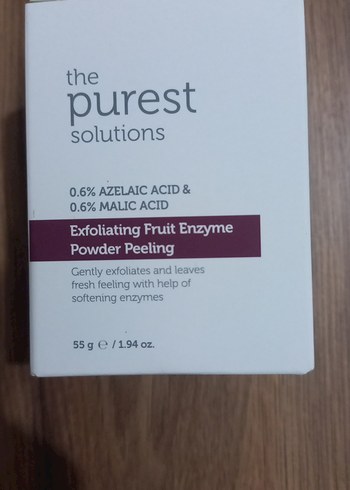 the
purest
solutions
0.6% AZELAIC ACID &
0.6% MALIC ACID
Exfoliating Fruit Enzyme
Powder Peeling
Gently exfoliates and leaves
fresh feeling with help of
softening enzymes
55 g ℮ / 1.94 oz.